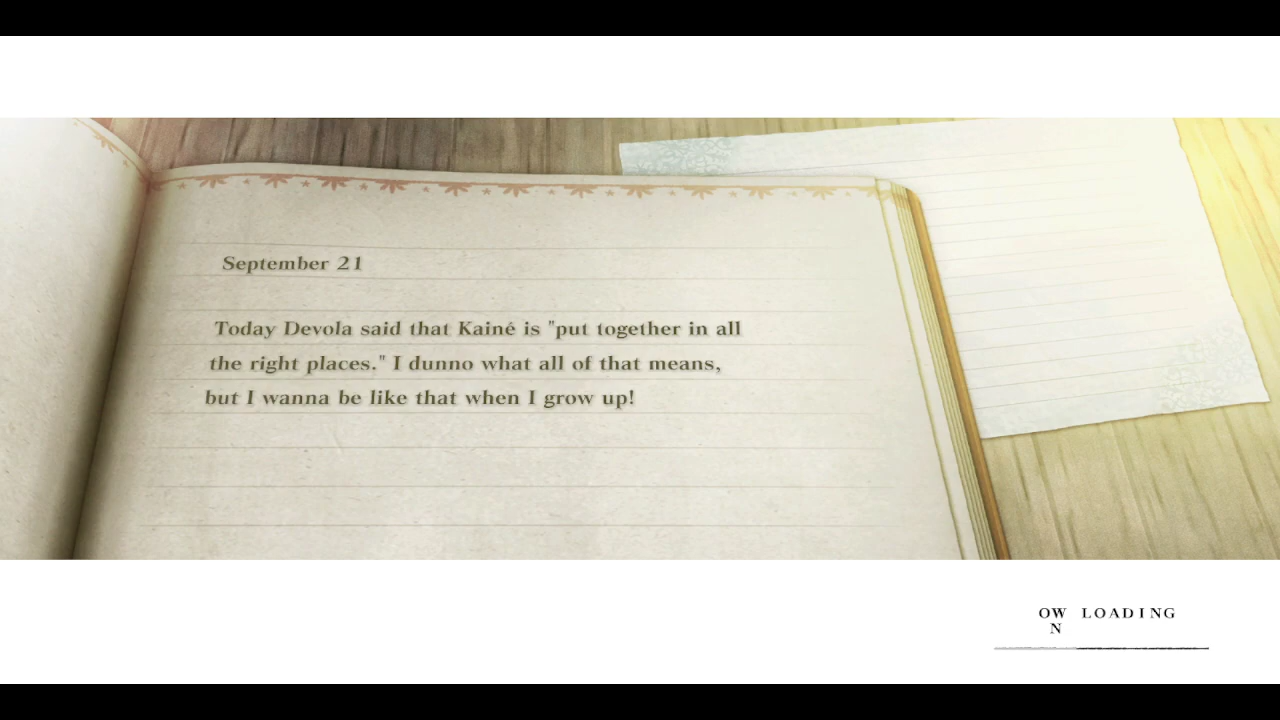 September 21
Today Devola said that Kainé is "put together in all
the right places." I dunno what all of that means,
but I wanna be like that when I grow up!
OW LOADING
N